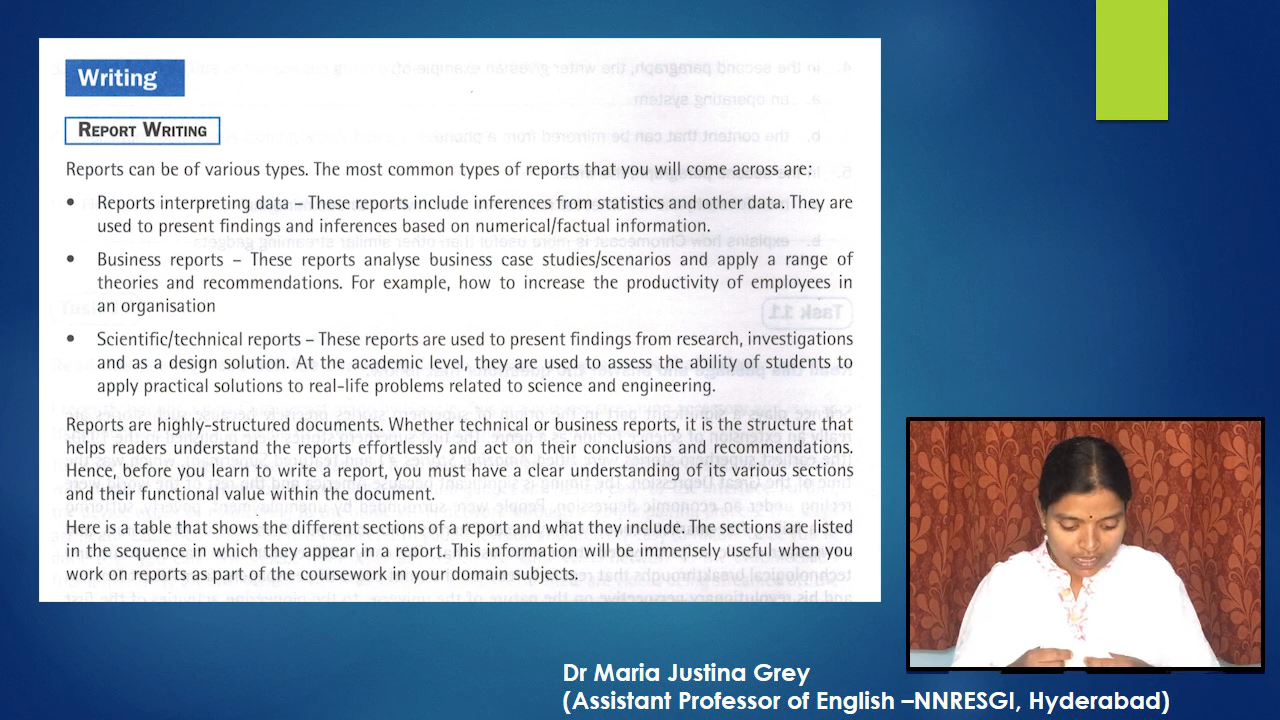 Writing
REPORT WRITING
Reports can be of various types. The most common types of reports that you will come across are:
• Reports interpreting data – These reports include inferences from statistics and other data. They are
used to present findings and inferences based on numerical/factual information.
• Business reports – These reports analyse business case studies/scenarios and apply a range of
theories and recommendations. For example, how to increase the productivity of employees in
an organisation
• Scientific/technical reports – These reports are used to present findings from research, investigations
and as a design solution. At the academic level, they are used to assess the ability of students to
apply practical solutions to real-life problems related to science and engineering.
Reports are highly-structured documents. Whether technical or business reports, it is the structure that
helps readers understand the reports effortlessly and act on their conclusions and recommendations.
Hence, before you learn to write a report, you must have a clear understanding of its various sections
and their functional value within the document.
Here is a table that shows the different sections of a report and what they include. The sections are listed
in the sequence in which they appear in a report. This information will be immensely useful when you
work on reports as part of the coursework in your domain subjects.
Dr Maria Justina Grey
(Assistant Professor of English –NNRESGI, Hyderabad)